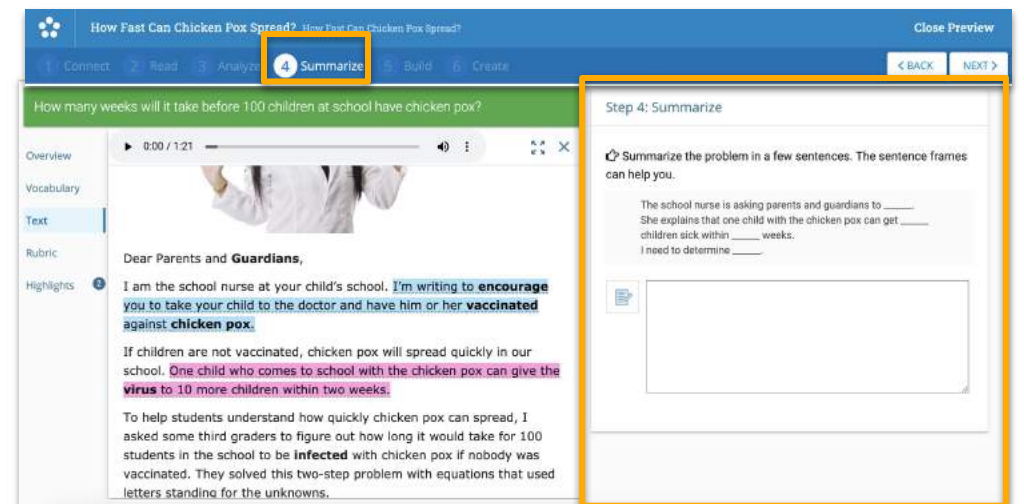 How Fast Can Chicken Pox Spread? How Fast Can Chicken Pox Spread?
Close Preview
1 Connect 2 Read 3 Analyze 4 Summarize 5 Build 6 Create
< BACK NEXT >
How many weeks will it take before 100 children at school have chicken pox?
Overview
Vocabulary
Text
Rubric
Highlights 2
0:00 / 1:21
Dear Parents and Guardians,
I am the school nurse at your child's school. I'm writing to encourage
you to take your child to the doctor and have him or her vaccinated
against chicken pox.
If children are not vaccinated, chicken pox will spread quickly in our
school. One child who comes to school with the chicken pox can give the
virus to 10 more children within two weeks.
To help students understand how quickly chicken pox can spread, I
asked some third graders to figure out how long it would take for 100
students in the school to be infected with chicken pox if nobody was
vaccinated. They solved this two-step problem with equations that used
letters standing for the unknowns.
Step 4: Summarize
Summarize the problem in a few sentences. The sentence frames
can help you.
The school nurse is asking parents and guardians to _____.
She explains that one child with the chicken pox can get _____
children sick within _____ weeks.
I need to determine _____.